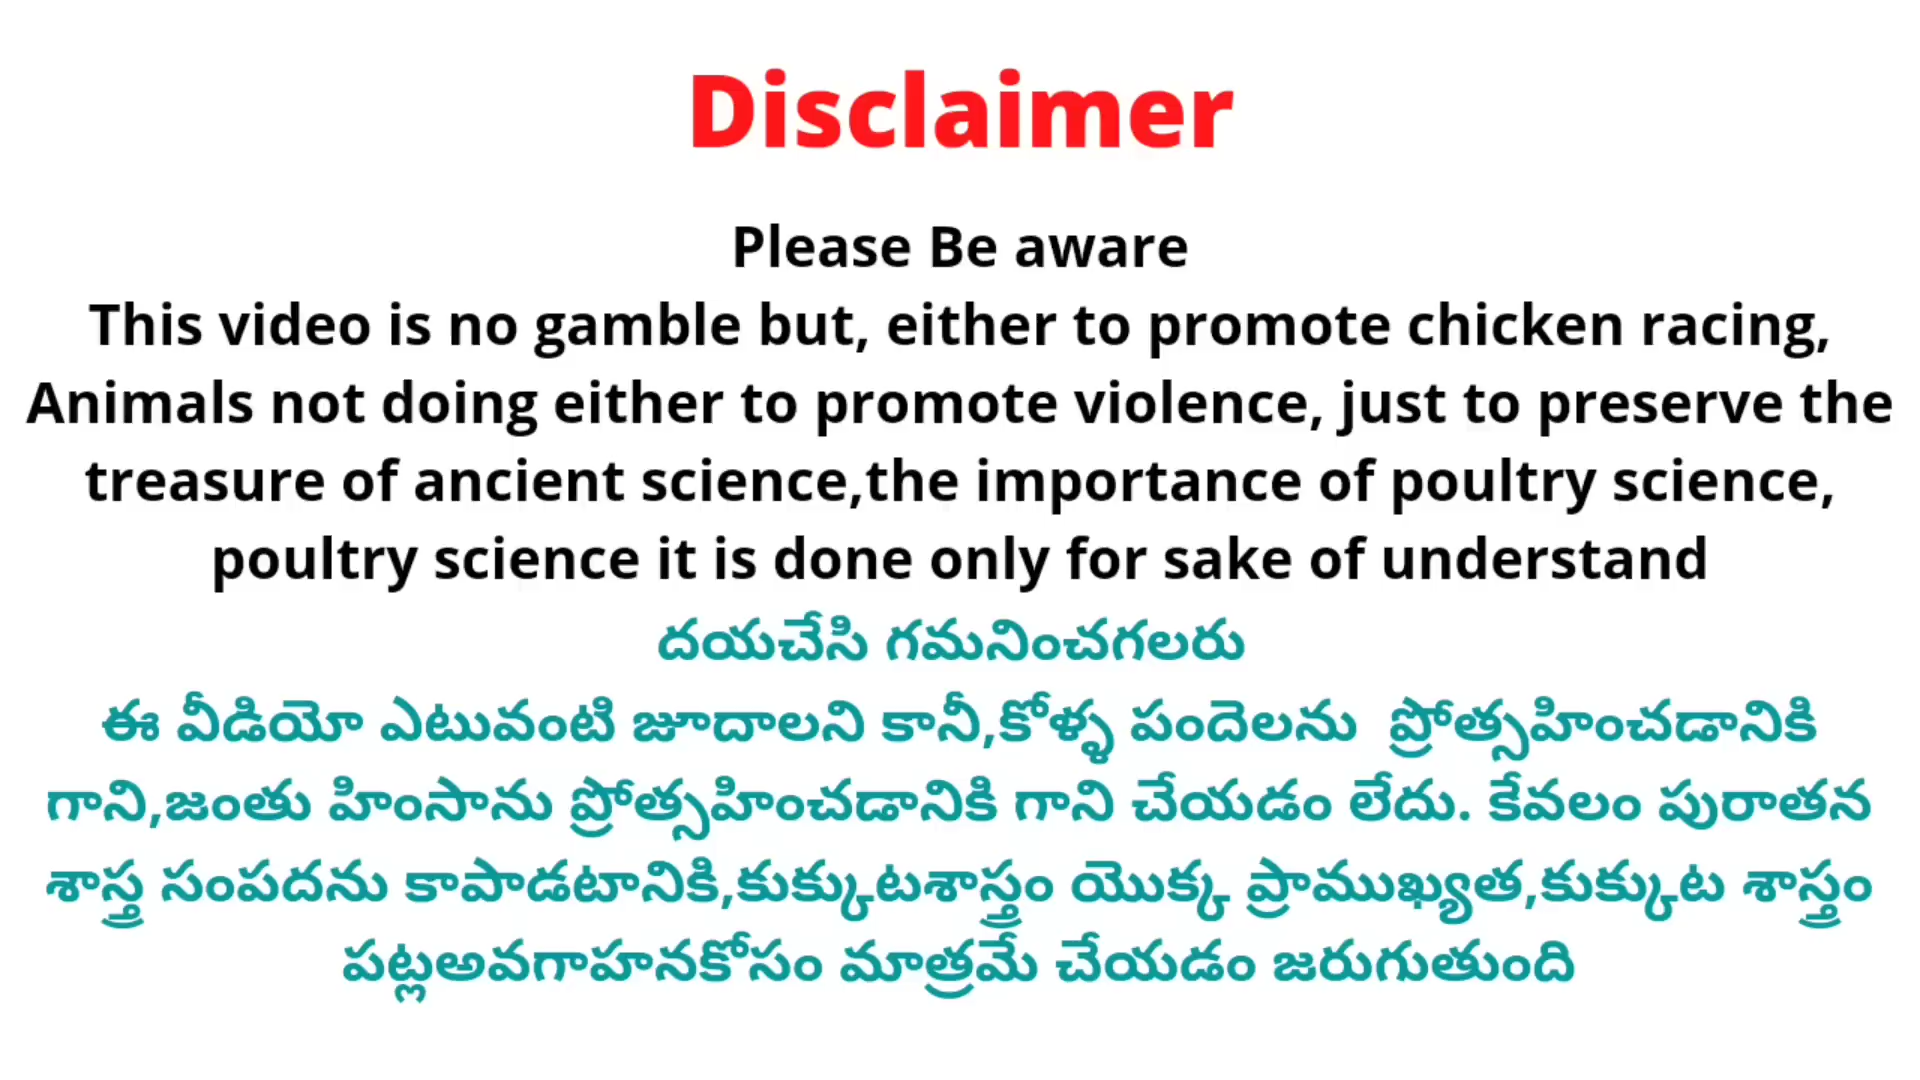 Disclaimer
Please Be aware
This video is no gamble but, either to promote chicken racing,
Animals not doing either to promote violence, just to preserve the
treasure of ancient science,the importance of poultry science,
poultry science it is done only for sake of understand
దయచేసి గమనించగలరు
ఈ వీడియో ఎటువంటి జూదాలని కానీ,కోళ్ళ పందెలను ప్రోత్సహించడానికి
గాని,జంతు హింసాను ప్రోత్సహించడానికి గాని చేయడం లేదు. కేవలం పురాతన
శాస్త్ర సంపదను కాపాడటానికి,కుక్కుటశాస్త్రం యొక్క ప్రాముఖ్యత,కుక్కుట శాస్త్రం
పట్లఅవగాహనకోసం మాత్రమే చేయడం జరుగుతుంది